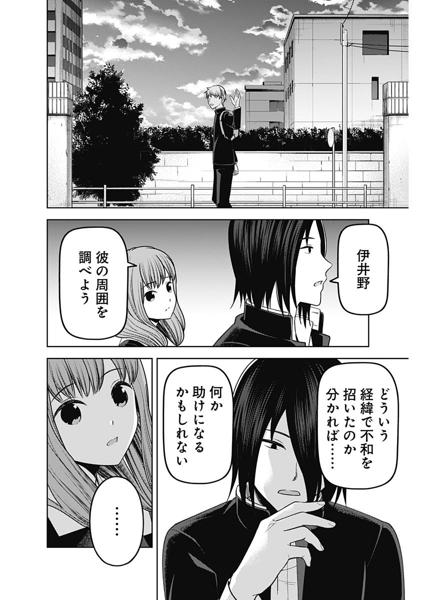 伊井野
彼の周囲を
調べよう
どういう
経緯で不和を
招いたのか
分かれば……
何か
助けになる
かもしれない
……